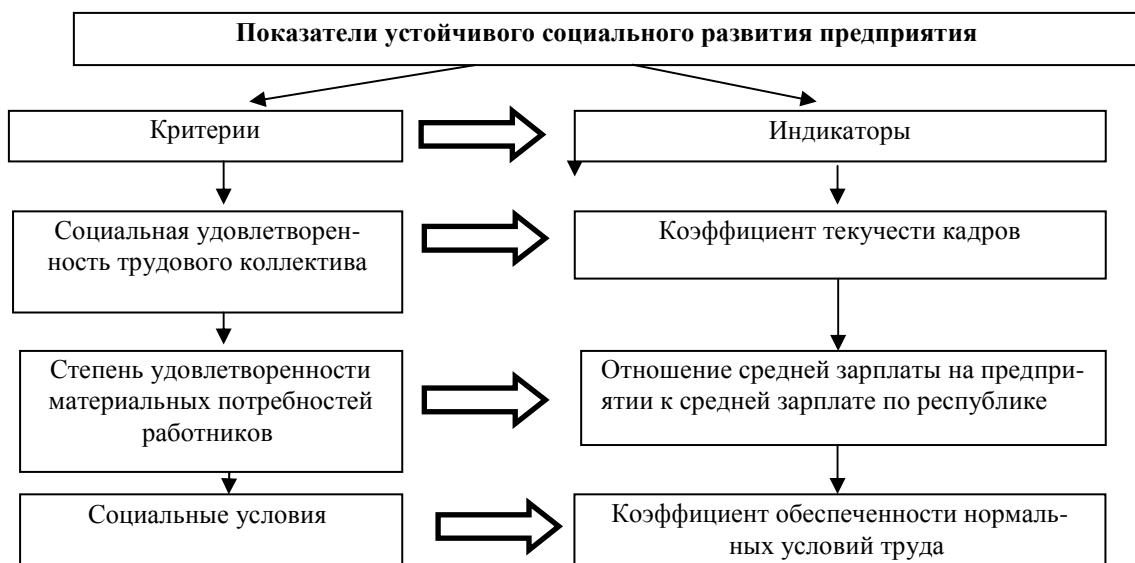 Показатели устойчивого социального развития предприятия
Критерии
Индикаторы
Социальная удовлетворен-
ность трудового коллектива
Коэффициент текучести кадров
Степень удовлетворенности
материальных потребностей
работников
Отношение средней зарплаты на предпри-
ятии к средней зарплате по республике
Социальные условия
Коэффициент обеспеченности нормаль-
ных условий труда